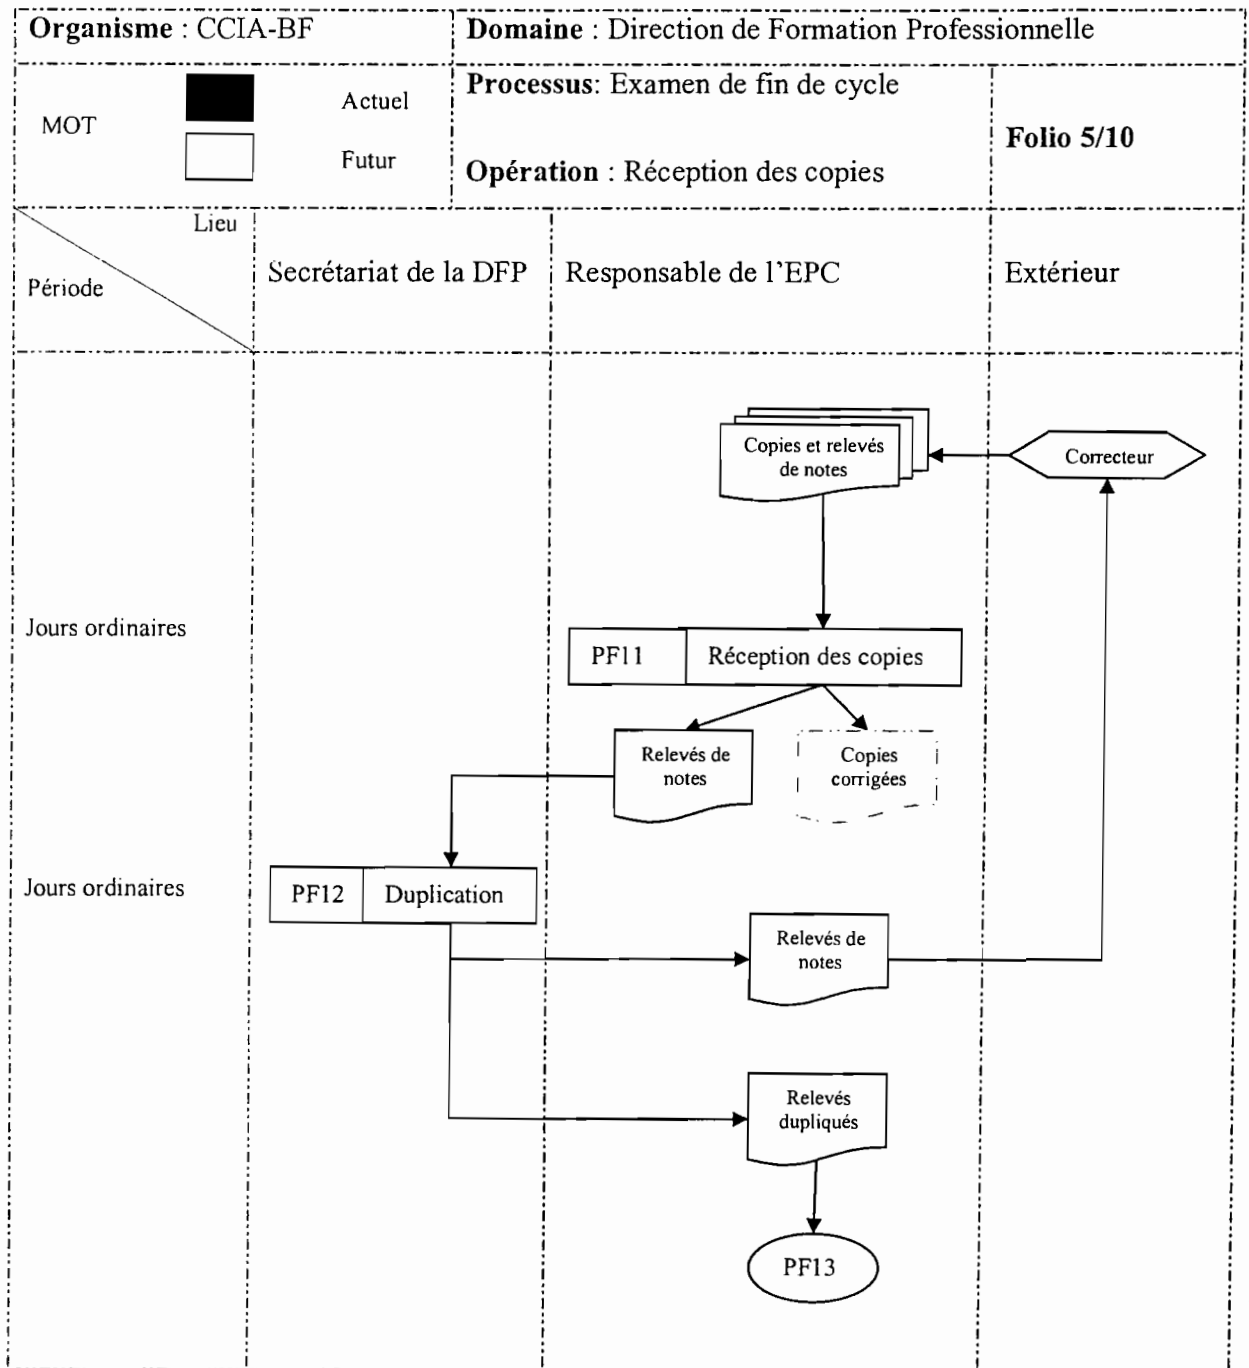 Organisme : CCIA-BF
Domaine : Direction de Formation Professionnelle
MOT
Actuel
Futur
Processus: Examen de fin de cycle
Opération : Réception des copies
Folio 5/10
Lieu
Période
Secrétariat de la DFP
Responsable de l'EPC
Extérieur
Copies et relevés
de notes
Correcteur
Jours ordinaires
PF11
Réception des copies
Relevés de
notes
Copies
corrigées
Jours ordinaires
PF12
Duplication
Relevés de
notes
Relevés
dupliqués
PF13